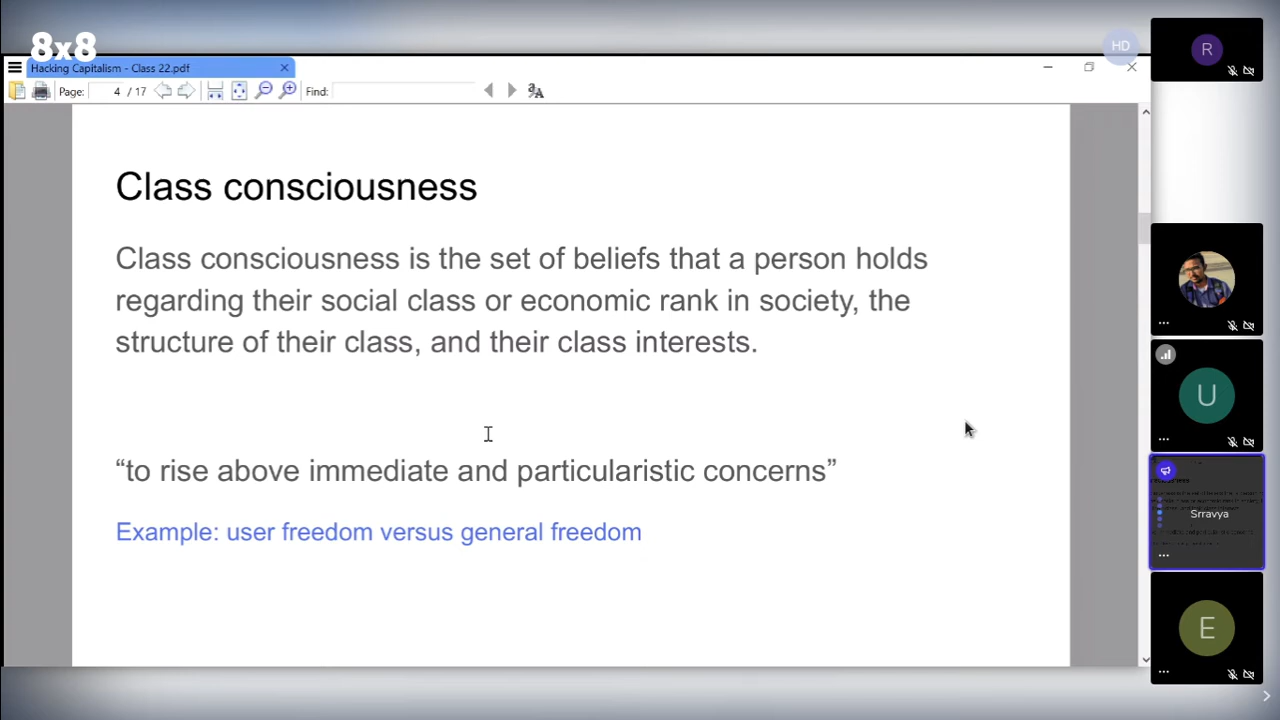 8x8
HD
R
Hacking Capitalism - Class 22.pdf
Page: 4 / 17
Find:
Class consciousness
Class consciousness is the set of beliefs that a person holds
regarding their social class or economic rank in society, the
structure of their class, and their class interests.
“to rise above immediate and particularistic concerns”
Example: user freedom versus general freedom
U
Srravya
E